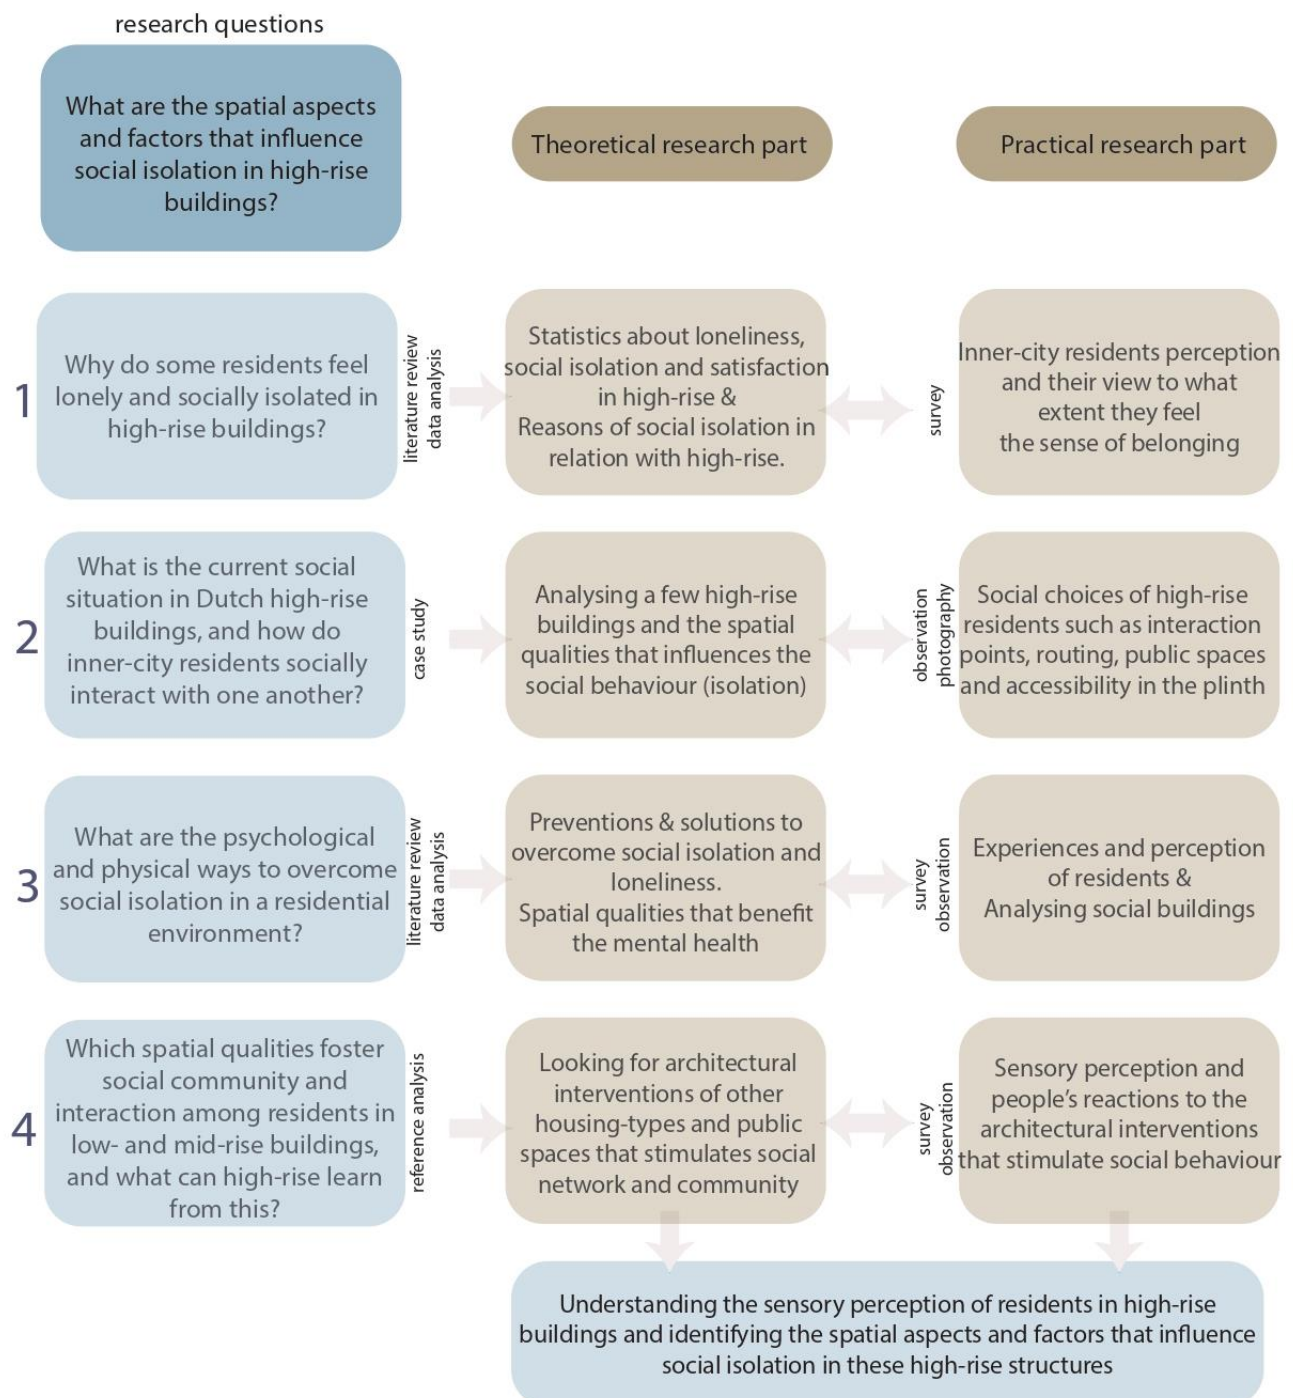 research questions
What are the spatial aspects
and factors that influence
social isolation in high-rise
buildings?
Theoretical research part
Practical research part
1
Why do some residents feel
lonely and socially isolated in
high-rise buildings?
literature review
data analysis
Statistics about loneliness,
social isolation and satisfaction
in high-rise &
Reasons of social isolation in
relation with high-rise.
survey
Inner-city residents perception
and their view to what
extent they feel
the sense of belonging
2
What is the current social
situation in Dutch high-rise
buildings, and how do
inner-city residents socially
interact with one another?
case study
Analysing a few high-rise
buildings and the spatial
qualities that influences the
social behaviour (isolation)
observation
photography
Social choices of high-rise
residents such as interaction
points, routing, public spaces
and accessibility in the plinth
3
What are the psychological
and physical ways to overcome
social isolation in a residential
environment?
literature review
data analysis
Preventions & solutions to
overcome social isolation and
loneliness.
Spatial qualities that benefit
the mental health
survey
observation
Experiences and perception
of residents &
Analysing social buildings
4
Which spatial qualities foster
social community and
interaction among residents in
low- and mid-rise buildings,
and what can high-rise learn
from this?
reference analysis
Looking for architectural
interventions of other
housing-types and public
spaces that stimulates social
network and community
survey
observation
Sensory perception and
people's reactions to the
architectural interventions
that stimulate social behaviour
Understanding the sensory perception of residents in high-rise
buildings and identifying the spatial aspects and factors that influence
social isolation in these high-rise structures